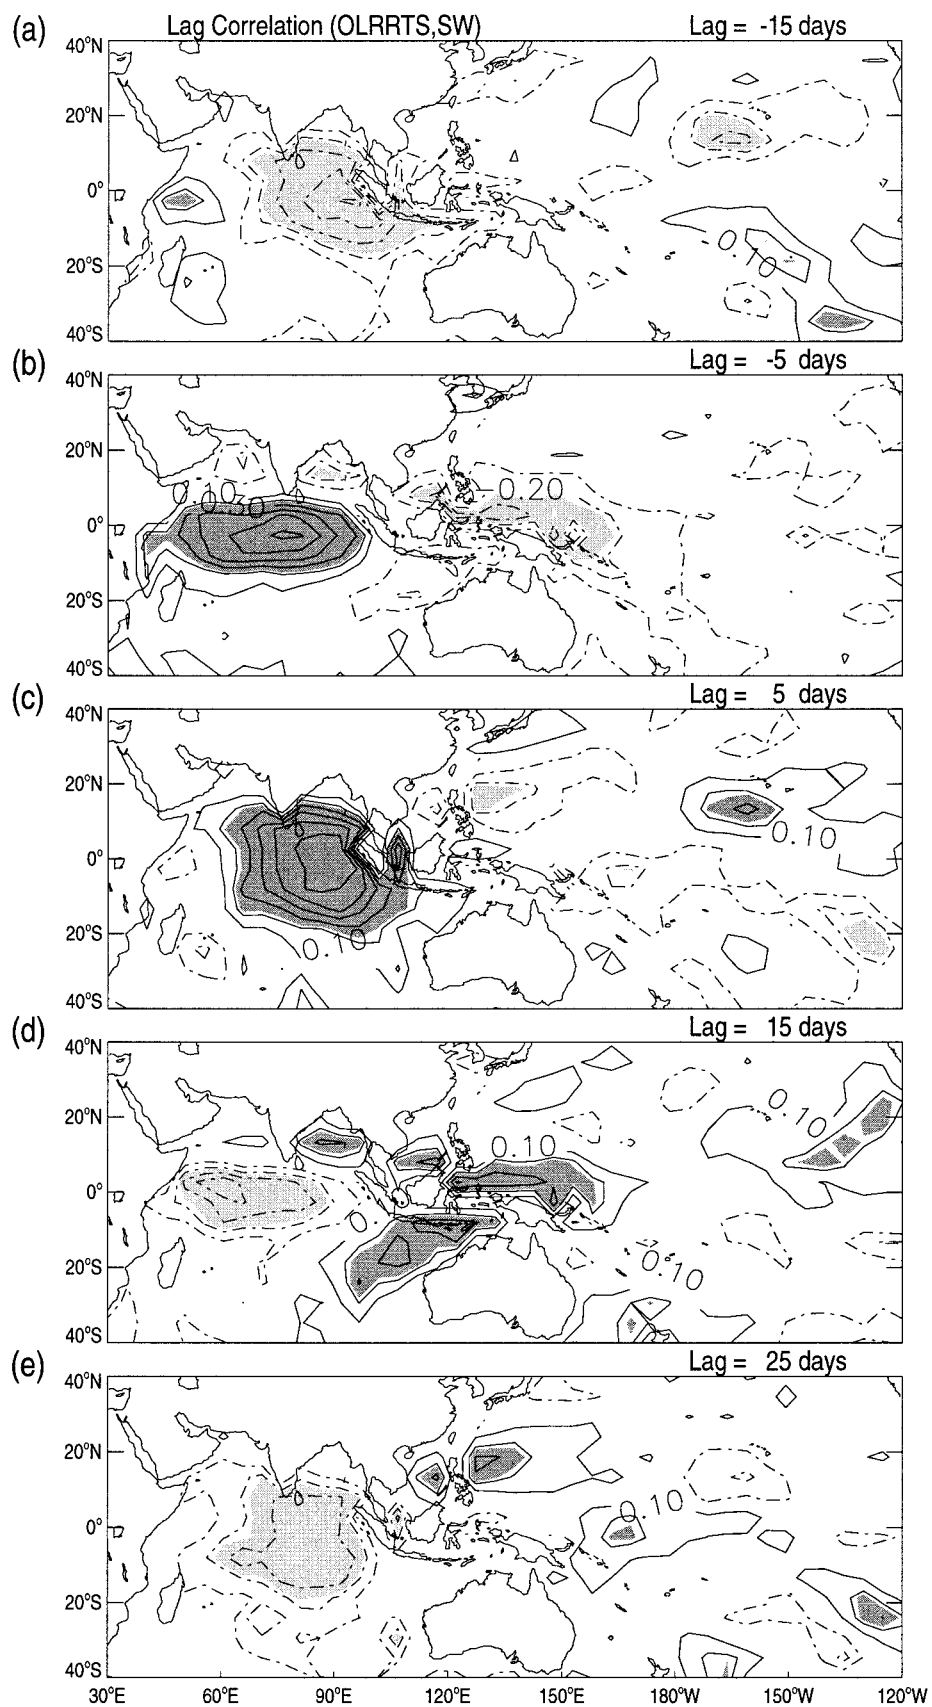 (a) Lag Correlation (OLRRTS,SW) Lag = -15 days
40°N
20°N
0°
20°S
40°S
0.10
(b) Lag = -5 days
40°N
20°N
0°
20°S
40°S
0.20
(c) Lag = 5 days
40°N
20°N
0°
20°S
40°S
0.10
0.10
(d) Lag = 15 days
40°N
20°N
0°
20°S
40°S
0.10
0.10
0
0.10
(e) Lag = 25 days
40°N
20°N
0°
20°S
40°S
0.10
30°E 60°E 90°E 120°E 150°E 180°W 150°W 120°W